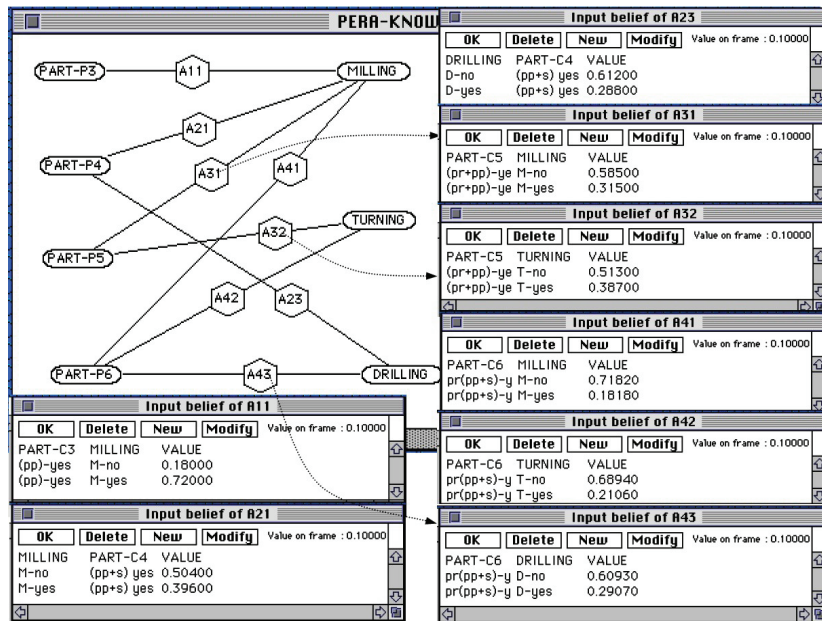 PERA-KNOW
PART-P3
A11
MILLING
A21
PART-P4
A31
A41
TURNING
A32
PART-P5
A42
A23
PART-P6
A43
DRILLING
Input belief of A23
OK Delete New Modify Value on frame : 0.10000
DRILLING PART-C4 VALUE
D-no (pp+s) yes 0.61200
D-yes (pp+s) yes 0.28800
Input belief of A31
OK Delete New Modify Value on frame : 0.10000
PART-C5 MILLING VALUE
(pr+pp)-ye M-no 0.58500
(pr+pp)-ye M-yes 0.31500
Input belief of A32
OK Delete New Modify Value on frame : 0.10000
PART-C5 TURNING VALUE
(pr+pp)-ye T-no 0.51300
(pr+pp)-ye T-yes 0.38700
Input belief of A41
OK Delete New Modify Value on frame : 0.10000
PART-C6 MILLING VALUE
pr(pp+s)-y M-no 0.71820
pr(pp+s)-y M-yes 0.18180
Input belief of A11
OK Delete New Modify Value on frame : 0.10000
PART-C3 MILLING VALUE
(pp)-yes M-no 0.18000
(pp)-yes M-yes 0.72000
Input belief of A42
OK Delete New Modify Value on frame : 0.10000
PART-C6 TURNING VALUE
pr(pp+s)-y T-no 0.68940
pr(pp+s)-y T-yes 0.21060
Input belief of A21
OK Delete New Modify Value on frame : 0.10000
MILLING PART-C4 VALUE
M-no (pp+s) yes 0.50400
M-yes (pp+s) yes 0.39600
Input belief of A43
OK Delete New Modify Value on frame : 0.10000
PART-C6 DRILLING VALUE
pr(pp+s)-y D-no 0.60930
pr(pp+s)-y D-yes 0.29070